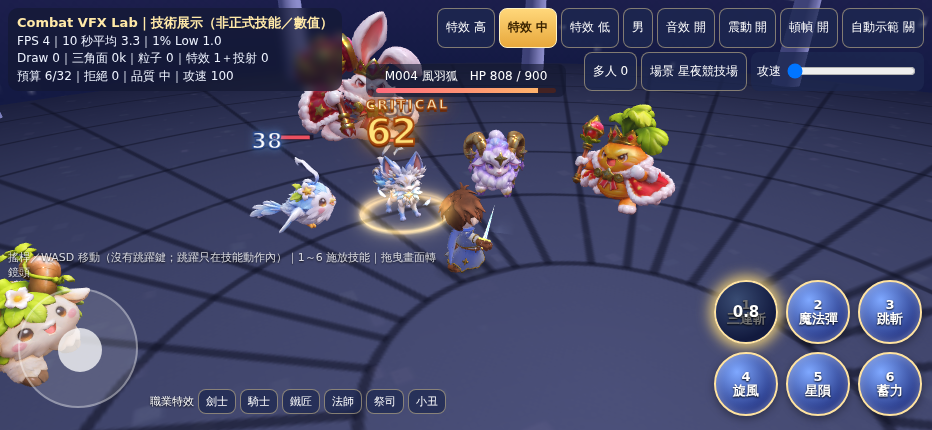 Combat VFX Lab｜技術展示（非正式技能／數值）
FPS 4｜10 秒平均 3.3｜1% Low 1.0
Draw 0｜三角面 0k｜粒子 0｜特效 1＋投射 0
預算 6/32｜拒絕 0｜品質 中｜攻速 100
特效 高
特效 中
特效 低
男
音效 開
震動 開
頓幀 開
自動示範 關
多人 0
場景 星夜競技場
攻速
M004 風羽狐 HP 808 / 900
CRITICAL
62
38
搖桿／WASD 移動（沒有跳躍鍵；跳躍只在技能動作內）｜1～6 施放技能｜拖曳畫面轉
鏡頭
1
三連斬
0.8
2
魔法彈
3
跳斬
4
旋風
5
星隕
6
蓄力
職業特效
劍士
騎士
鐵匠
法師
祭司
小丑